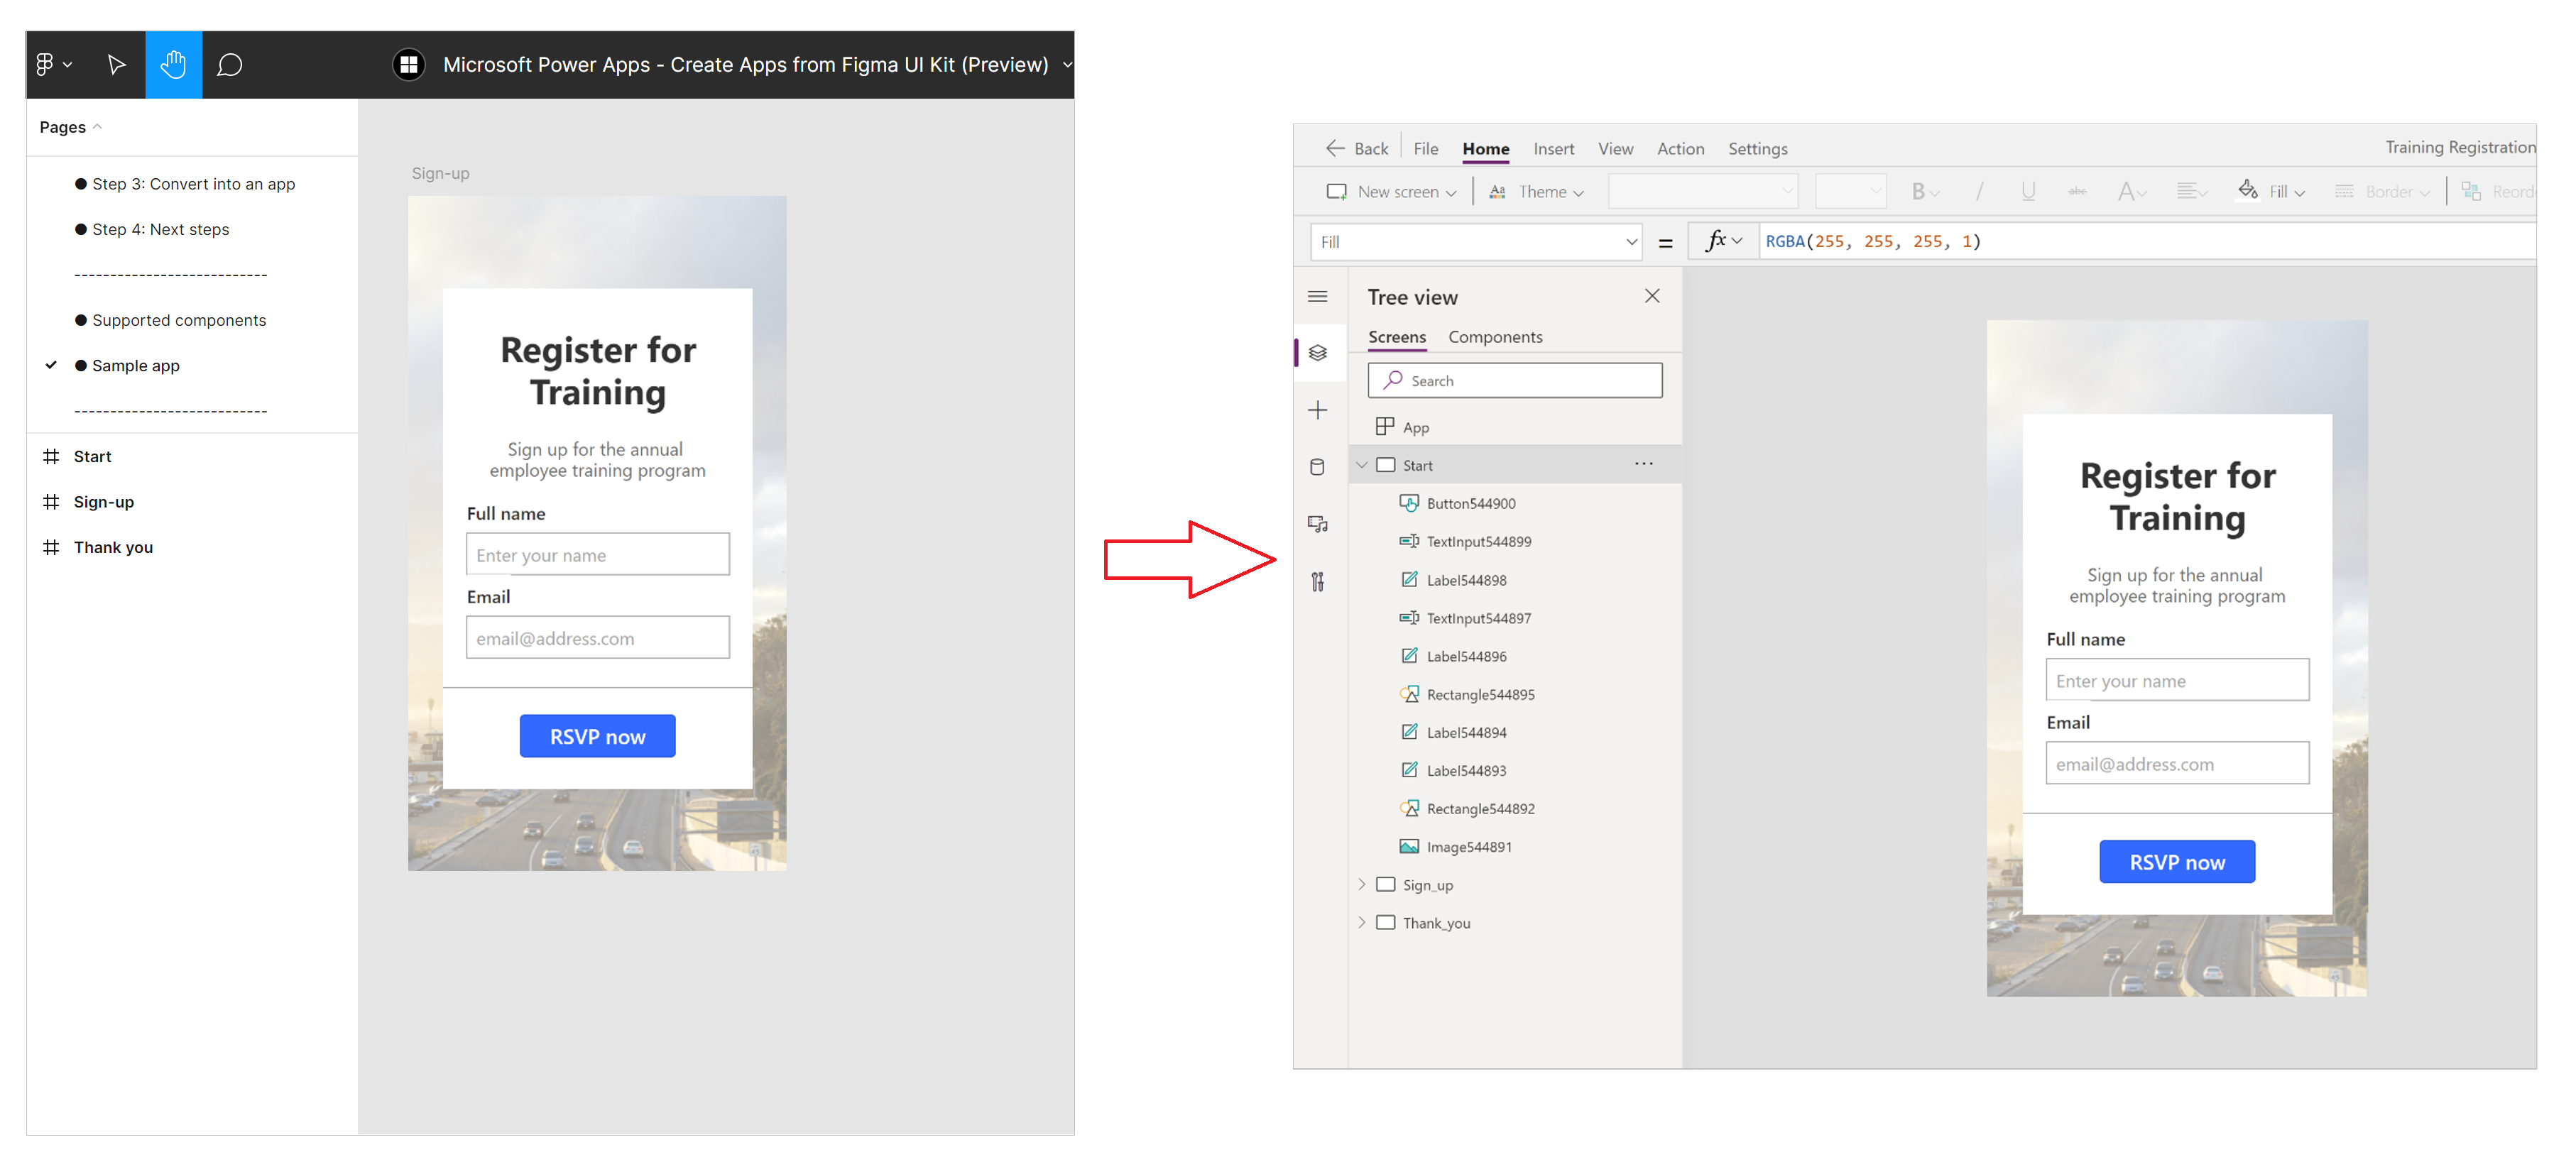 Microsoft Power Apps - Create Apps from Figma UI Kit (Preview)
Pages
Step 3: Convert into an app
Step 4: Next steps
---------------------------
Supported components
Sample app
---------------------------
Start
Sign-up
Thank you
Sign-up
Register for
Training
Sign up for the annual
employee training program
Full name
Enter your name
Email
email@address.com
RSVP now
Back File Home Insert View Action Settings
Training Registration
New screen Aa Theme B / U abc A Fill Border
Fill = fx RGBA(255, 255, 255, 1)
Tree view
Screens Components
Search
App
Start ...
Button544900
TextInput544899
Label544898
TextInput544897
Label544896
Rectangle544895
Label544894
Label544893
Rectangle544892
Image544891
Sign_up
Thank_you
Register for
Training
Sign up for the annual
employee training program
Full name
Enter your name
Email
email@address.com
RSVP now